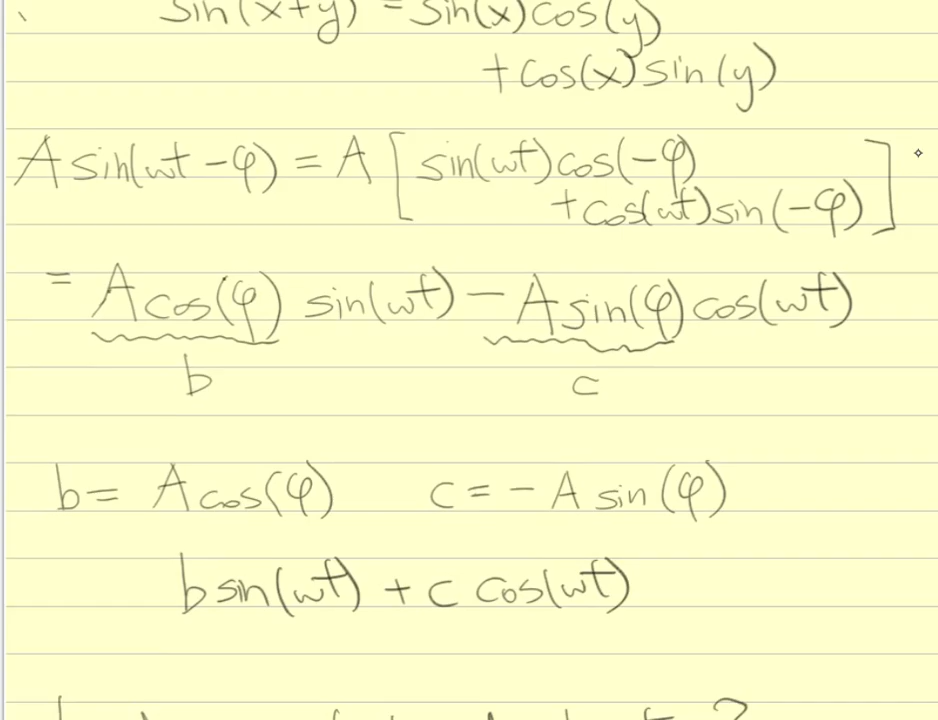 sin(x+y) = sin(x)cos(y)
+ cos(x)sin(y)
A sin(ωt - φ) = A [ sin(ωt)cos(-φ)
+ cos(ωt)sin(-φ) ]
= A cos(φ) sin(ωt) - A sin(φ) cos(ωt)
b c
b = A cos(φ) c = - A sin(φ)
b sin(ωt) + c cos(ωt)